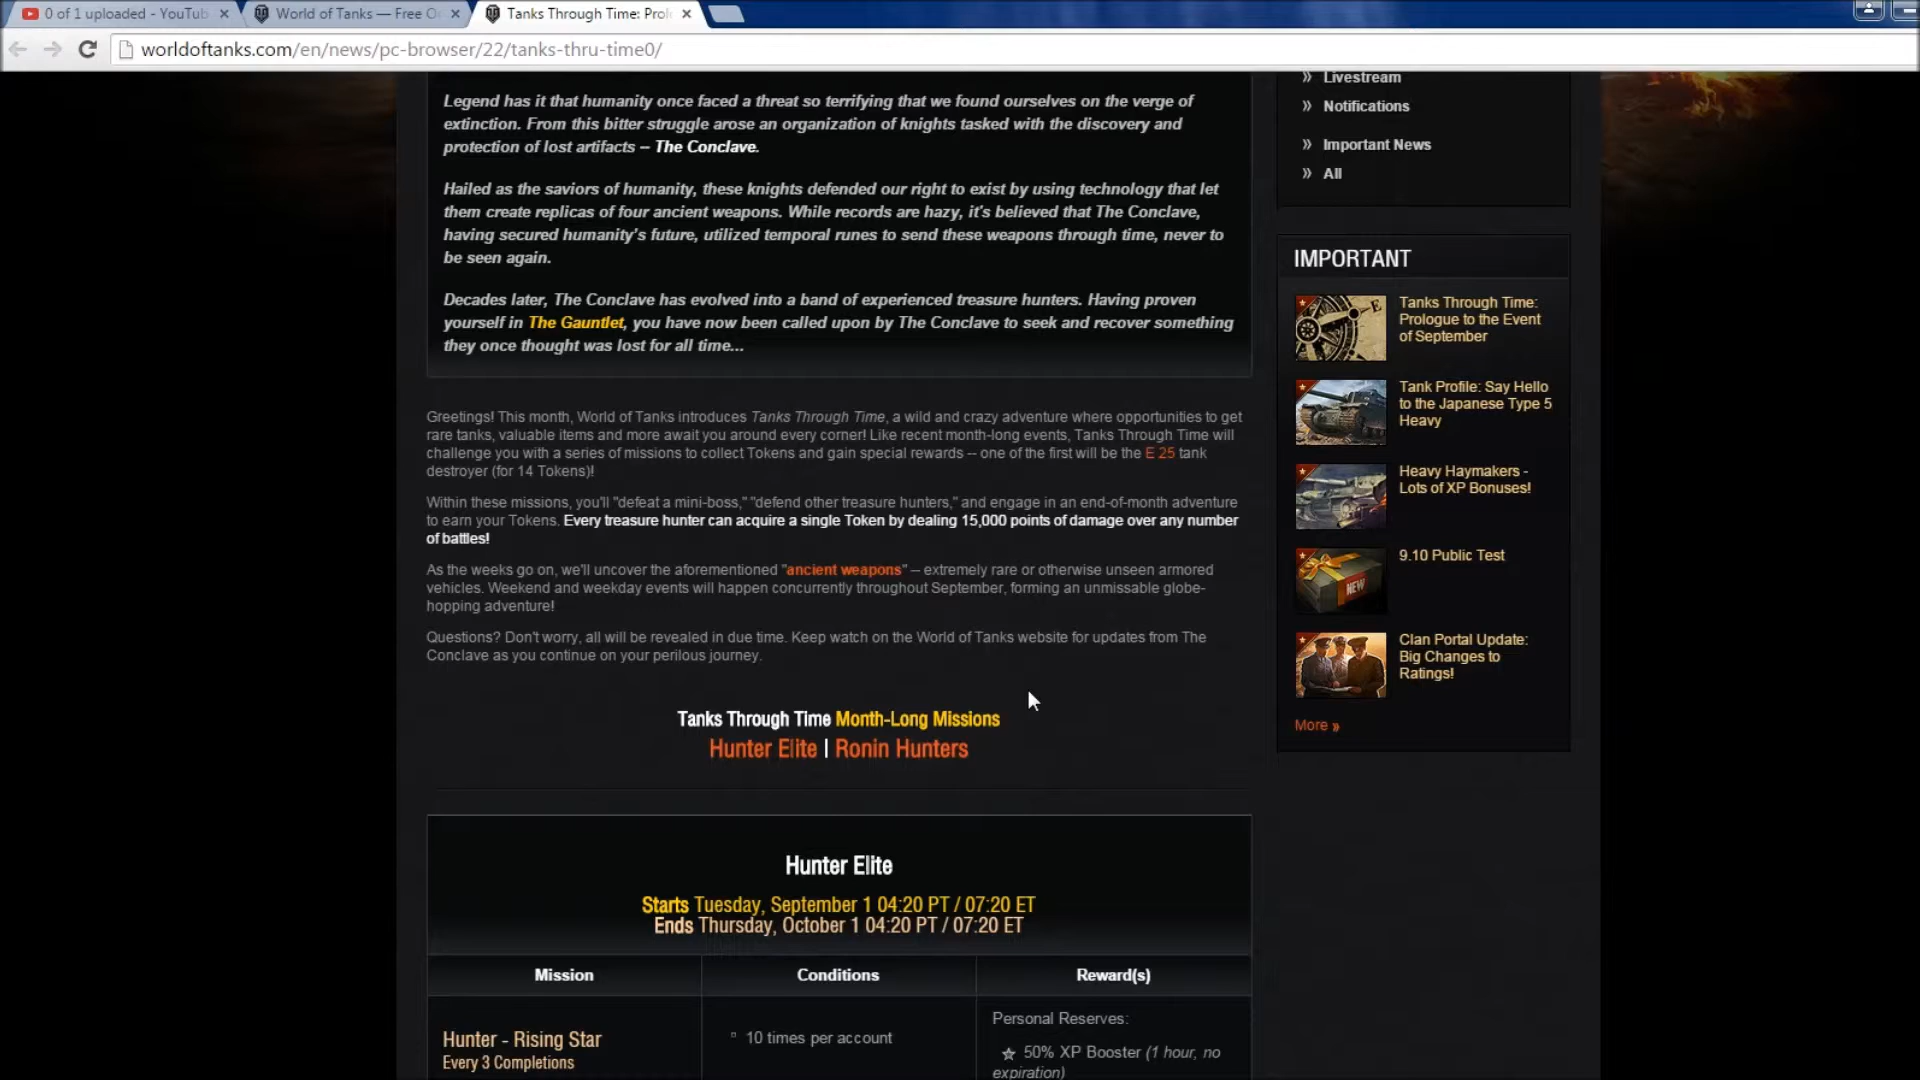 0 of 1 uploaded - YouTub
World of Tanks — Free O
Tanks Through Time: Prol
worldoftanks.com/en/news/pc-browser/22/tanks-thru-time0/
Legend has it that humanity once faced a threat so terrifying that we found ourselves on the verge of
extinction. From this bitter struggle arose an organization of knights tasked with the discovery and
protection of lost artifacts – The Conclave.
Hailed as the saviors of humanity, these knights defended our right to exist by using technology that let
them create replicas of four ancient weapons. While records are hazy, it's believed that The Conclave,
having secured humanity's future, utilized temporal runes to send these weapons through time, never to
be seen again.
Decades later, The Conclave has evolved into a band of experienced treasure hunters. Having proven
yourself in The Gauntlet, you have now been called upon by The Conclave to seek and recover something
they once thought was lost for all time...
Greetings! This month, World of Tanks introduces Tanks Through Time, a wild and crazy adventure where opportunities to get
rare tanks, valuable items and more await you around every corner! Like recent month-long events, Tanks Through Time will
challenge you with a series of missions to collect Tokens and gain special rewards -- one of the first will be the E 25 tank
destroyer (for 14 Tokens)!
Within these missions, you'll "defeat a mini-boss," "defend other treasure hunters," and engage in an end-of-month adventure
to earn your Tokens. Every treasure hunter can acquire a single Token by dealing 15,000 points of damage over any number
of battles!
As the weeks go on, we'll uncover the aforementioned "ancient weapons" – extremely rare or otherwise unseen armored
vehicles. Weekend and weekday events will happen concurrently throughout September, forming an unmissable globe-
hopping adventure!
Questions? Don't worry, all will be revealed in due time. Keep watch on the World of Tanks website for updates from The
Conclave as you continue on your perilous journey.
Tanks Through Time Month-Long Missions
Hunter Elite | Ronin Hunters
Hunter Elite
Starts Tuesday, September 1 04:20 PT / 07:20 ET
Ends Thursday, October 1 04:20 PT / 07:20 ET
Mission Conditions Reward(s)
Hunter - Rising Star
Every 3 Completions
10 times per account
Personal Reserves:
50% XP Booster (1 hour, no
expiration)
» Livestream
» Notifications
» Important News
» All
IMPORTANT
Tanks Through Time:
Prologue to the Event
of September
Tank Profile: Say Hello
to the Japanese Type 5
Heavy
Heavy Haymakers -
Lots of XP Bonuses!
NEW
9.10 Public Test
Clan Portal Update:
Big Changes to
Ratings!
More »